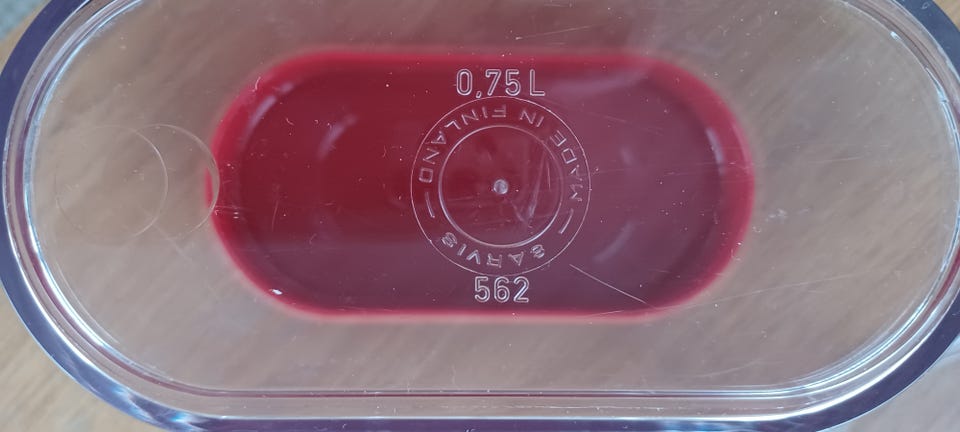 0,75 L
MADE IN FINLAND
SARVIS
562